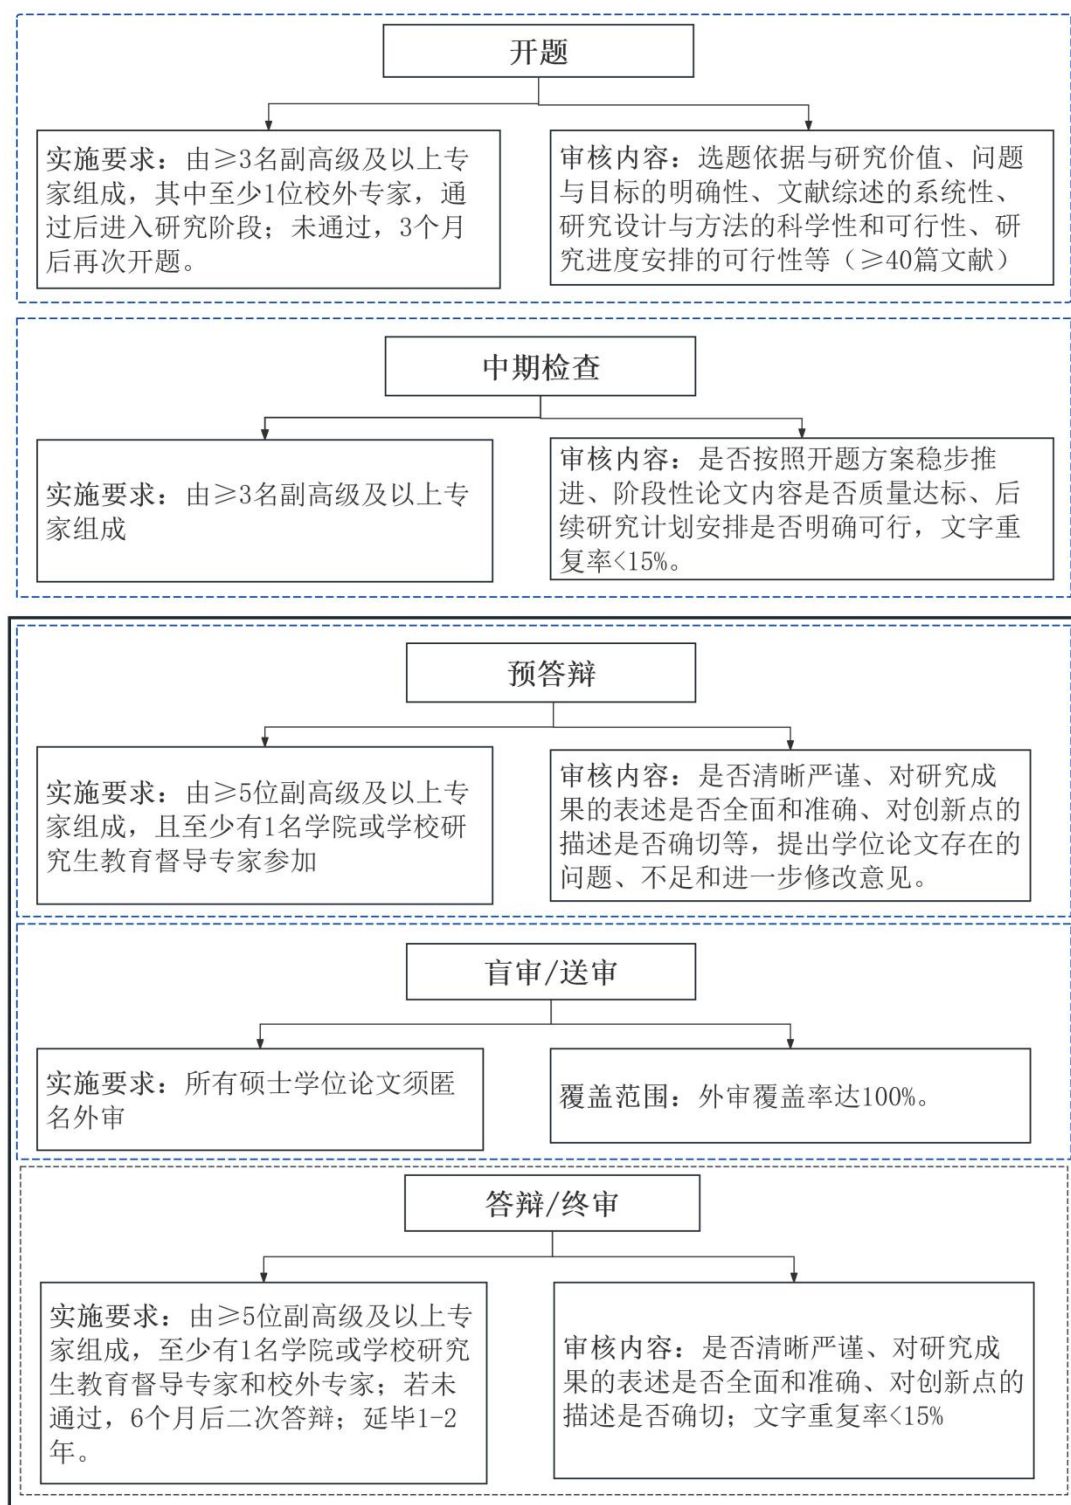 开题
实施要求：由≥3名副高级及以上专
家组成，其中至少1位校外专家，通
过后进入研究阶段；未通过，3个月
后再次开题。
审核内容：选题依据与研究价值、问题
与目标的明确性、文献综述的系统性、
研究设计与方法的科学性和可行性、研
究进度安排的可行性等（≥40篇文献）
中期检查
实施要求：由≥3名副高级及以上专
家组成
审核内容：是否按照开题方案稳步推
进、阶段性论文内容是否质量达标、后
续研究计划安排是否明确可行，文字重
复率<15%。
预答辩
实施要求：由≥5位副高级及以上专
家组成，且至少有1名学院或学校研
究生教育督导专家参加
审核内容：是否清晰严谨、对研究成
果的表述是否全面和准确、对创新点的
描述是否确切等，提出学位论文存在的
问题、不足和进一步修改意见。
盲审/送审
实施要求：所有硕士学位论文须匿
名外审
覆盖范围：外审覆盖率达100%。
答辩/终审
实施要求：由≥5位副高级及以上专
家组成，至少有1名学院或学校研究
生教育督导专家和校外专家；若未
通过，6个月后二次答辩；延毕1-2
年。
审核内容：是否清晰严谨、对研究成
果的表述是否全面和准确、对创新点的
描述是否确切；文字重复率<15%